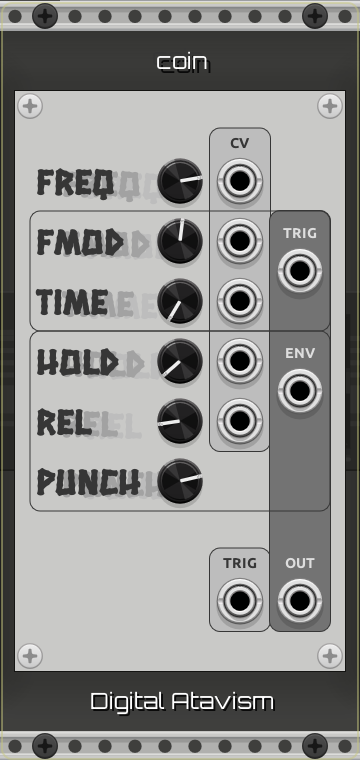 coin
CV
FREQ
FMOD
TRIG
TIME
HOLD
ENV
REL
PUNCH
TRIG OUT
Digital Atavism